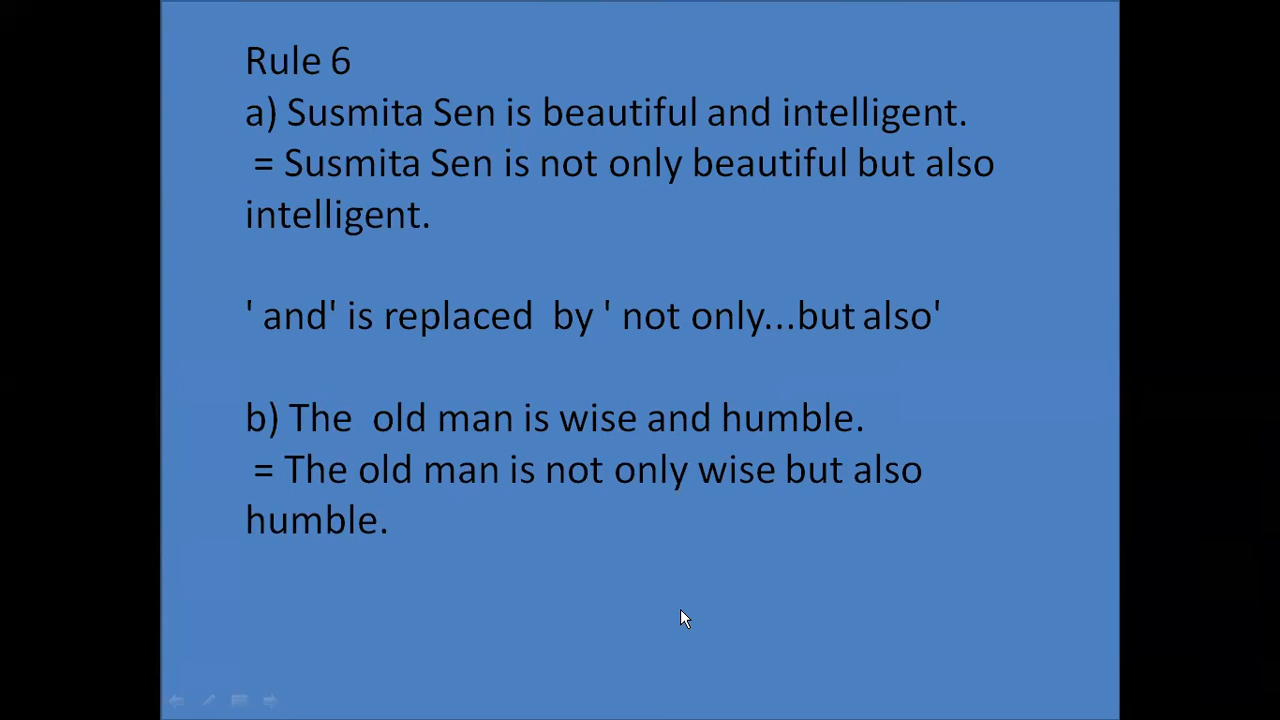 Rule 6
a) Susmita Sen is beautiful and intelligent.
= Susmita Sen is not only beautiful but also
intelligent.
' and' is replaced  by ' not only...but also'
b) The  old man is wise and humble.
= The old man is not only wise but also
humble.